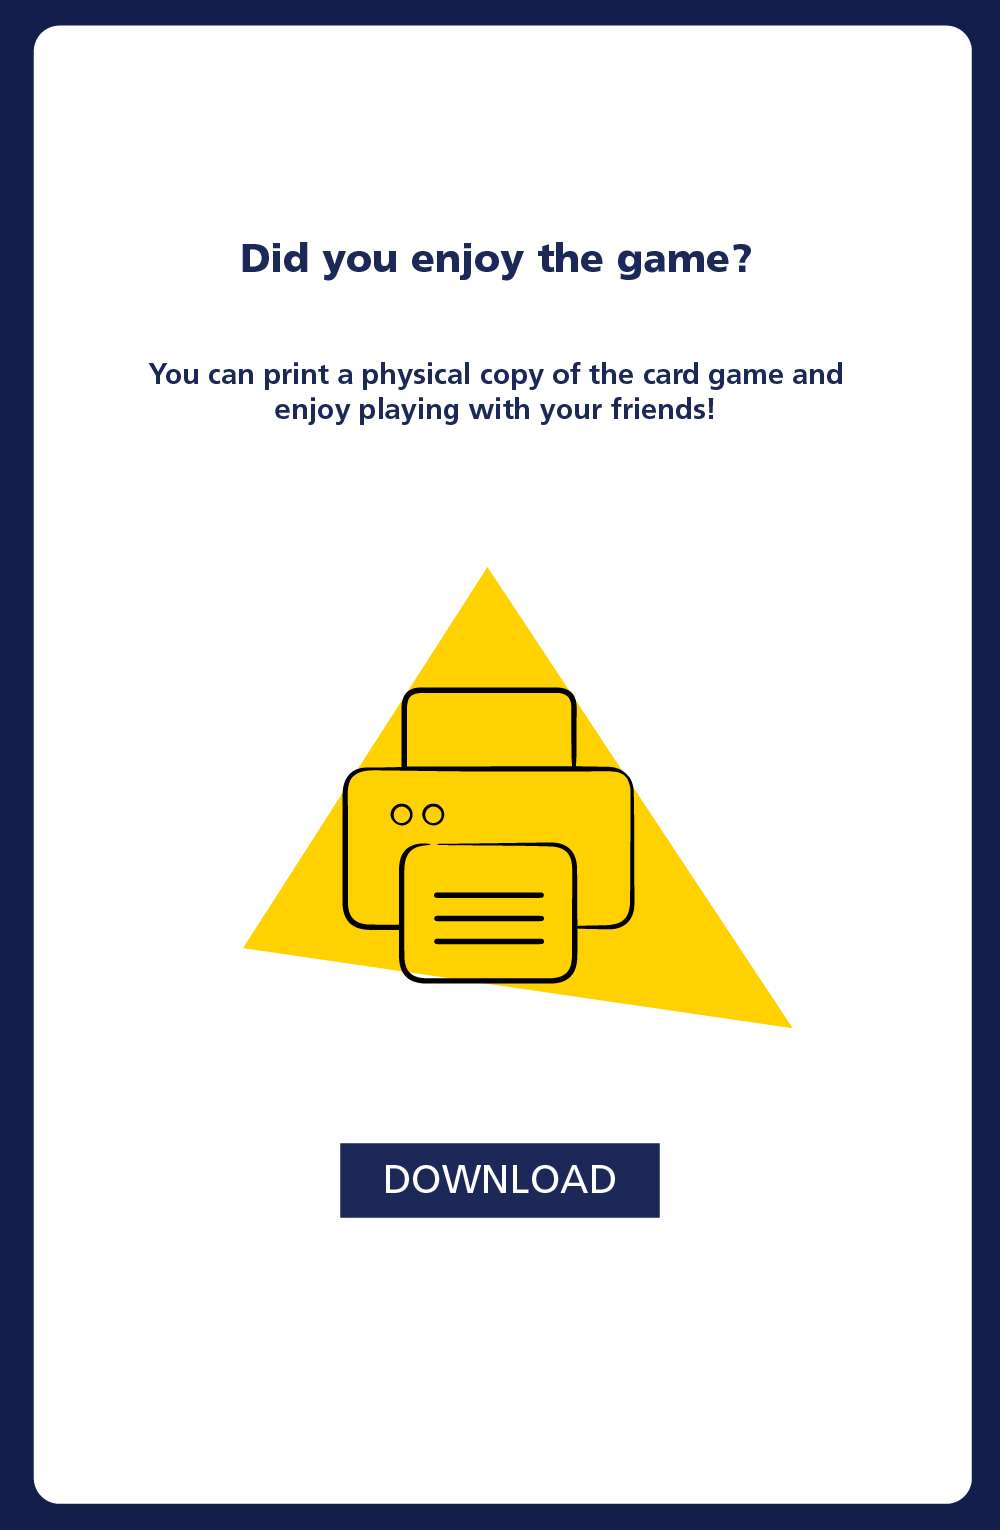 Did you enjoy the game?
You can print a physical copy of the card game and
enjoy playing with your friends!
DOWNLOAD